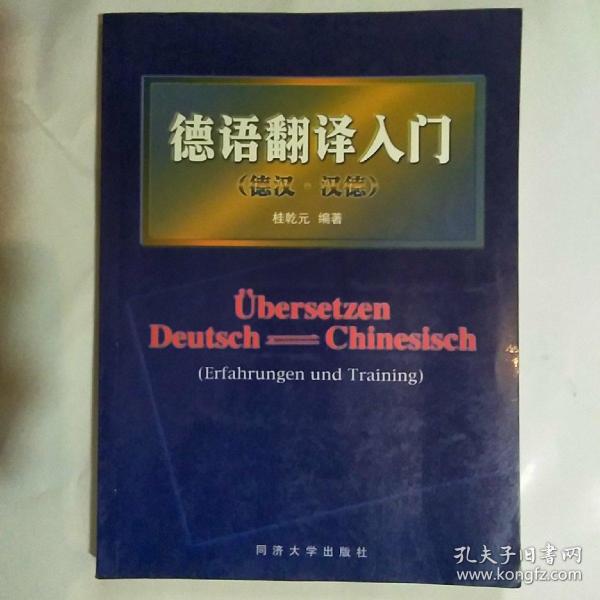 德语翻译入门
（德汉·汉德）
桂乾元 编著
Übersetzen
Deutsch Chinesisch
(Erfahrungen und Training)
同济大学出版社
孔夫子旧书网
www.kongfz.com